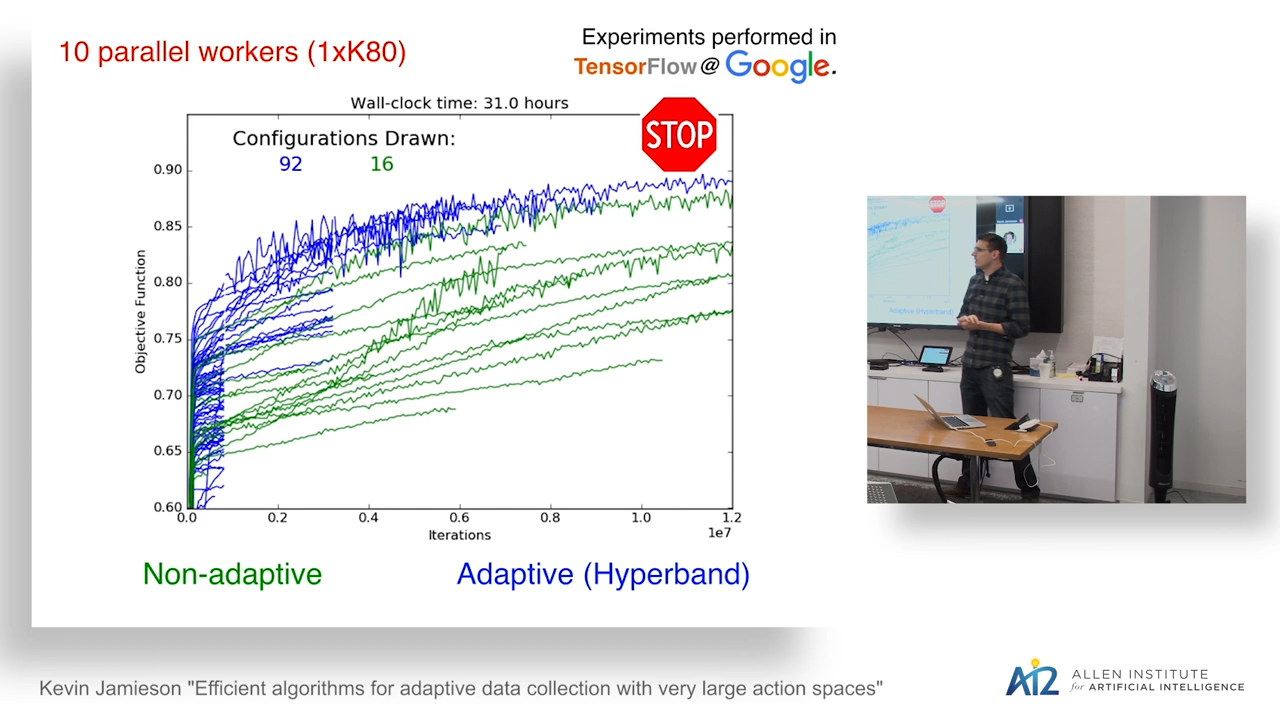 10 parallel workers (1xK80)
Experiments performed in
TensorFlow @ Google.
Wall-clock time: 31.0 hours
Configurations Drawn:
92 16
STOP
0.90
0.85
0.80
0.75
0.70
0.65
0.60
Objective Function
0.0 0.2 0.4 0.6 0.8 1.0 1.2
1e7
Iterations
Non-adaptive Adaptive (Hyperband)
Adaptive (Hyperband)
Kevin Jamieson "Efficient algorithms for adaptive data collection with very large action spaces"
AI2
ALLEN INSTITUTE
for ARTIFICIAL INTELLIGENCE